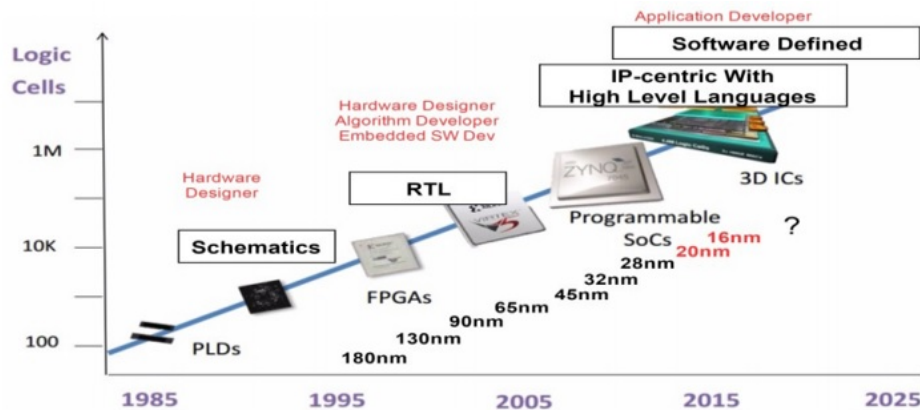 Application Developer
Software Defined
IP-centric With
High Level Languages
Logic
Cells
Hardware Designer
Algorithm Developer
Embedded SW Dev
1M
Hardware
Designer
RTL
ZYNQ
3D ICs
Schematics
VIRTEX
Programmable
SoCs
?
10K
16nm
20nm
28nm
32nm
45nm
65nm
90nm
130nm
180nm
FPGAs
PLDs
100
1985
1995
2005
2015
2025